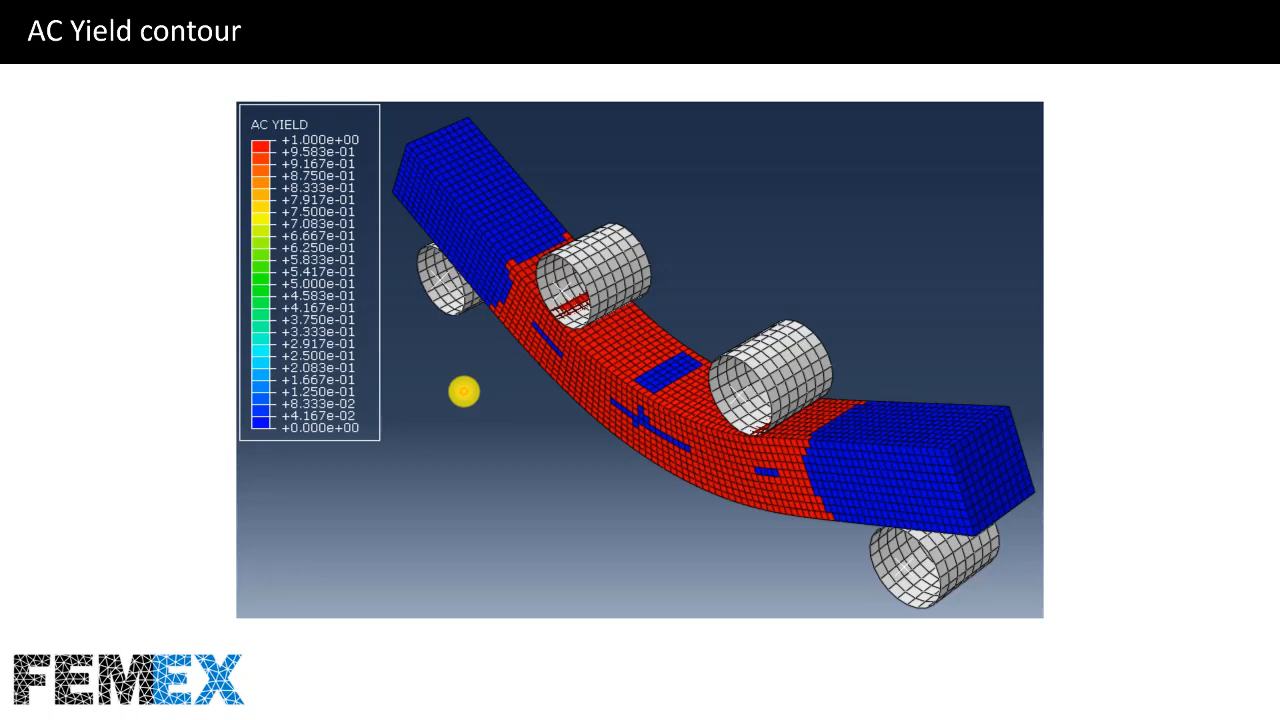 AC Yield contour
AC YIELD
+1.000e+00
+9.583e-01
+9.167e-01
+8.750e-01
+8.333e-01
+7.917e-01
+7.500e-01
+7.083e-01
+6.667e-01
+6.250e-01
+5.833e-01
+5.417e-01
+5.000e-01
+4.583e-01
+4.167e-01
+3.750e-01
+3.333e-01
+2.917e-01
+2.500e-01
+2.083e-01
+1.667e-01
+1.250e-01
+8.333e-02
+4.167e-02
+0.000e+00
FEMEX